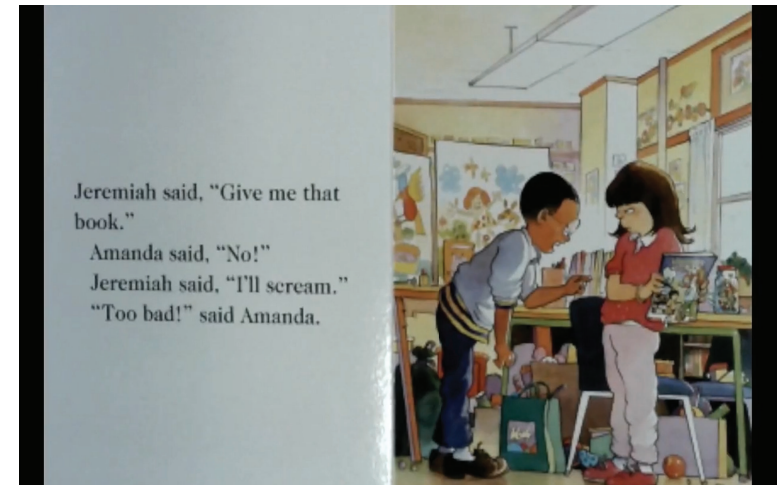 Jeremiah said, “Give me that
book.”
Amanda said, “No!”
Jeremiah said, “I’ll scream.”
“Too bad!” said Amanda.